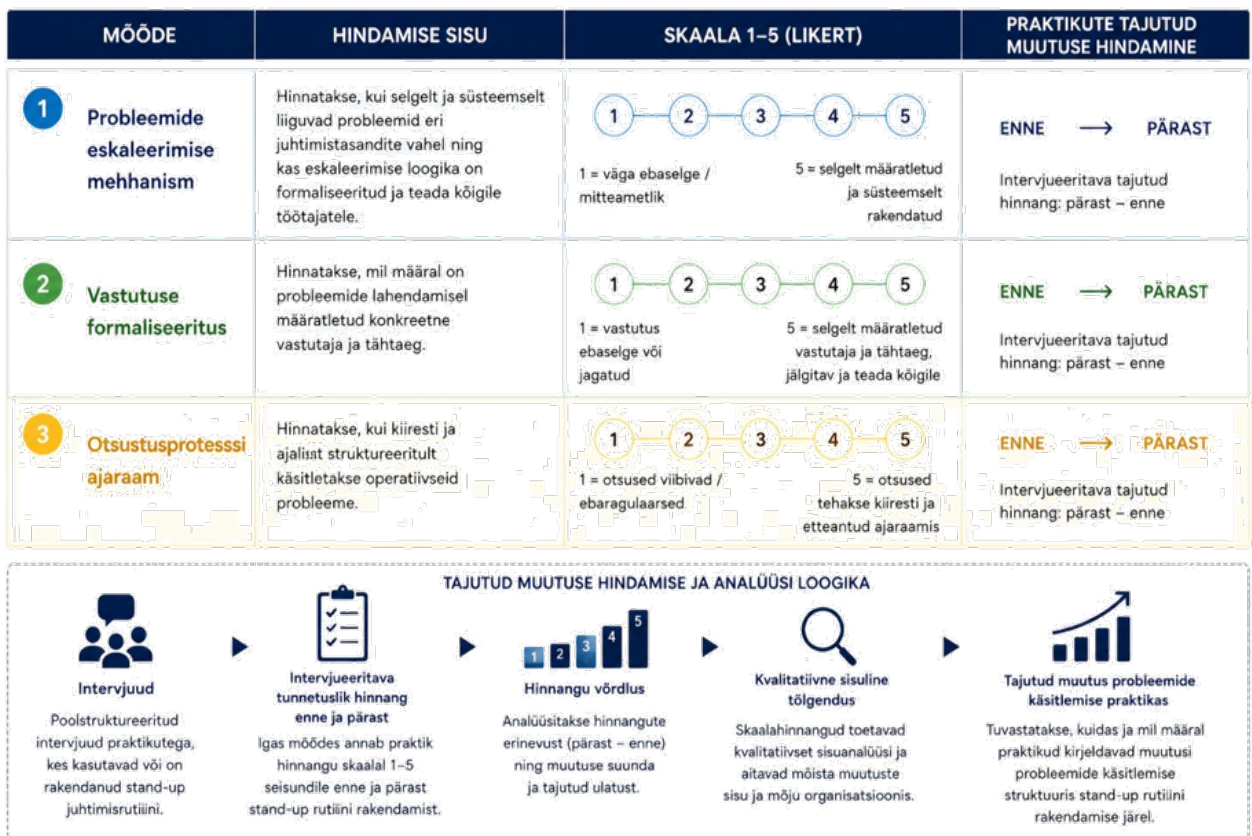 MÕÕDE
HINDAMISE SISU
SKAALA 1–5 (LIKERT)
PRAKTIKUTE TAJUTUD
MUUTUSE HINDAMINE
1
Probleemide
eskaleerimise
mehhanism
Hinnatakse, kui selgelt ja süsteemselt
liiguvad probleemid eri
juhtimistasandite vahel ning
kas eskaleerimise loogika on
formaliseeritud ja teada kõigile
töötajatele.
1 2 3 4 5
1 = väga ebaselge /
mitteametlik
5 = selgelt määratletud
ja süsteemselt
rakendatud
ENNE → PÄRAST
Intervjueeritava tajutud
hinnang: pärast – enne
2
Vastutuse
formaliseeritus
Hinnatakse, mil määral on
probleemide lahendamisel
määratletud konkreetne
vastutaja ja tähtaeg.
1 2 3 4 5
1 = vastutus
ebaselge või
jagatud
5 = selgelt määratletud
vastutaja ja tähtaeg,
jälgitav ja teada kõigile
ENNE → PÄRAST
Intervjueeritava tajutud
hinnang: pärast – enne
3
Otsustusprotesssi
ajaraam
Hinnatakse, kui kiiresti ja
ajalisst struktureeritult
käsitletakse operatiivseid
probleeme.
1 2 3 4 5
1 = otsused viibivad /
ebaragulaarsed
5 = otsused
tehakse kiiresti ja
etteantud ajaraamis
ENNE → PÄRAST
Intervjueeritava tajutud
hinnang: pärast – enne
TAJUTUD MUUTUSE HINDAMISE JA ANALÜÜSI LOOGIKA
Intervjuud
Poolstruktureeritud
intervjuud praktikutega,
kes kasutavad või on
rakendanud stand-up
juhtimisrutiiini.
Intervjueeritava
tunnetuslik hinnang
enne ja pärast
Igas mõõdes annab praktik
hinnangu skaalal 1–5
seisundile enne ja pärast
stand-up rutiini rakendamist.
1 2 3 4 5
Hinnangu võrdlus
Analüüsitakse hinnangute
erinevust (pärast – enne)
ning muutuse suunda
ja tajutud ulatust.
Kvalitatiivne sisuline
tõlgendus
Skaalahinnangud toetavad
kvalitatiivset sisuanalüüsi ja
aitavad mõista muutuste
sisu ja mõju organisatsioonis.
Tajutud muutus probleemide
käsitlemise praktikas
Tuvastatakse, kuidas ja mil määral
praktikud kirjeldavad muutusi
probleemide käsitlemise
struktuuris stand-up rutiiini
rakendamise järel.